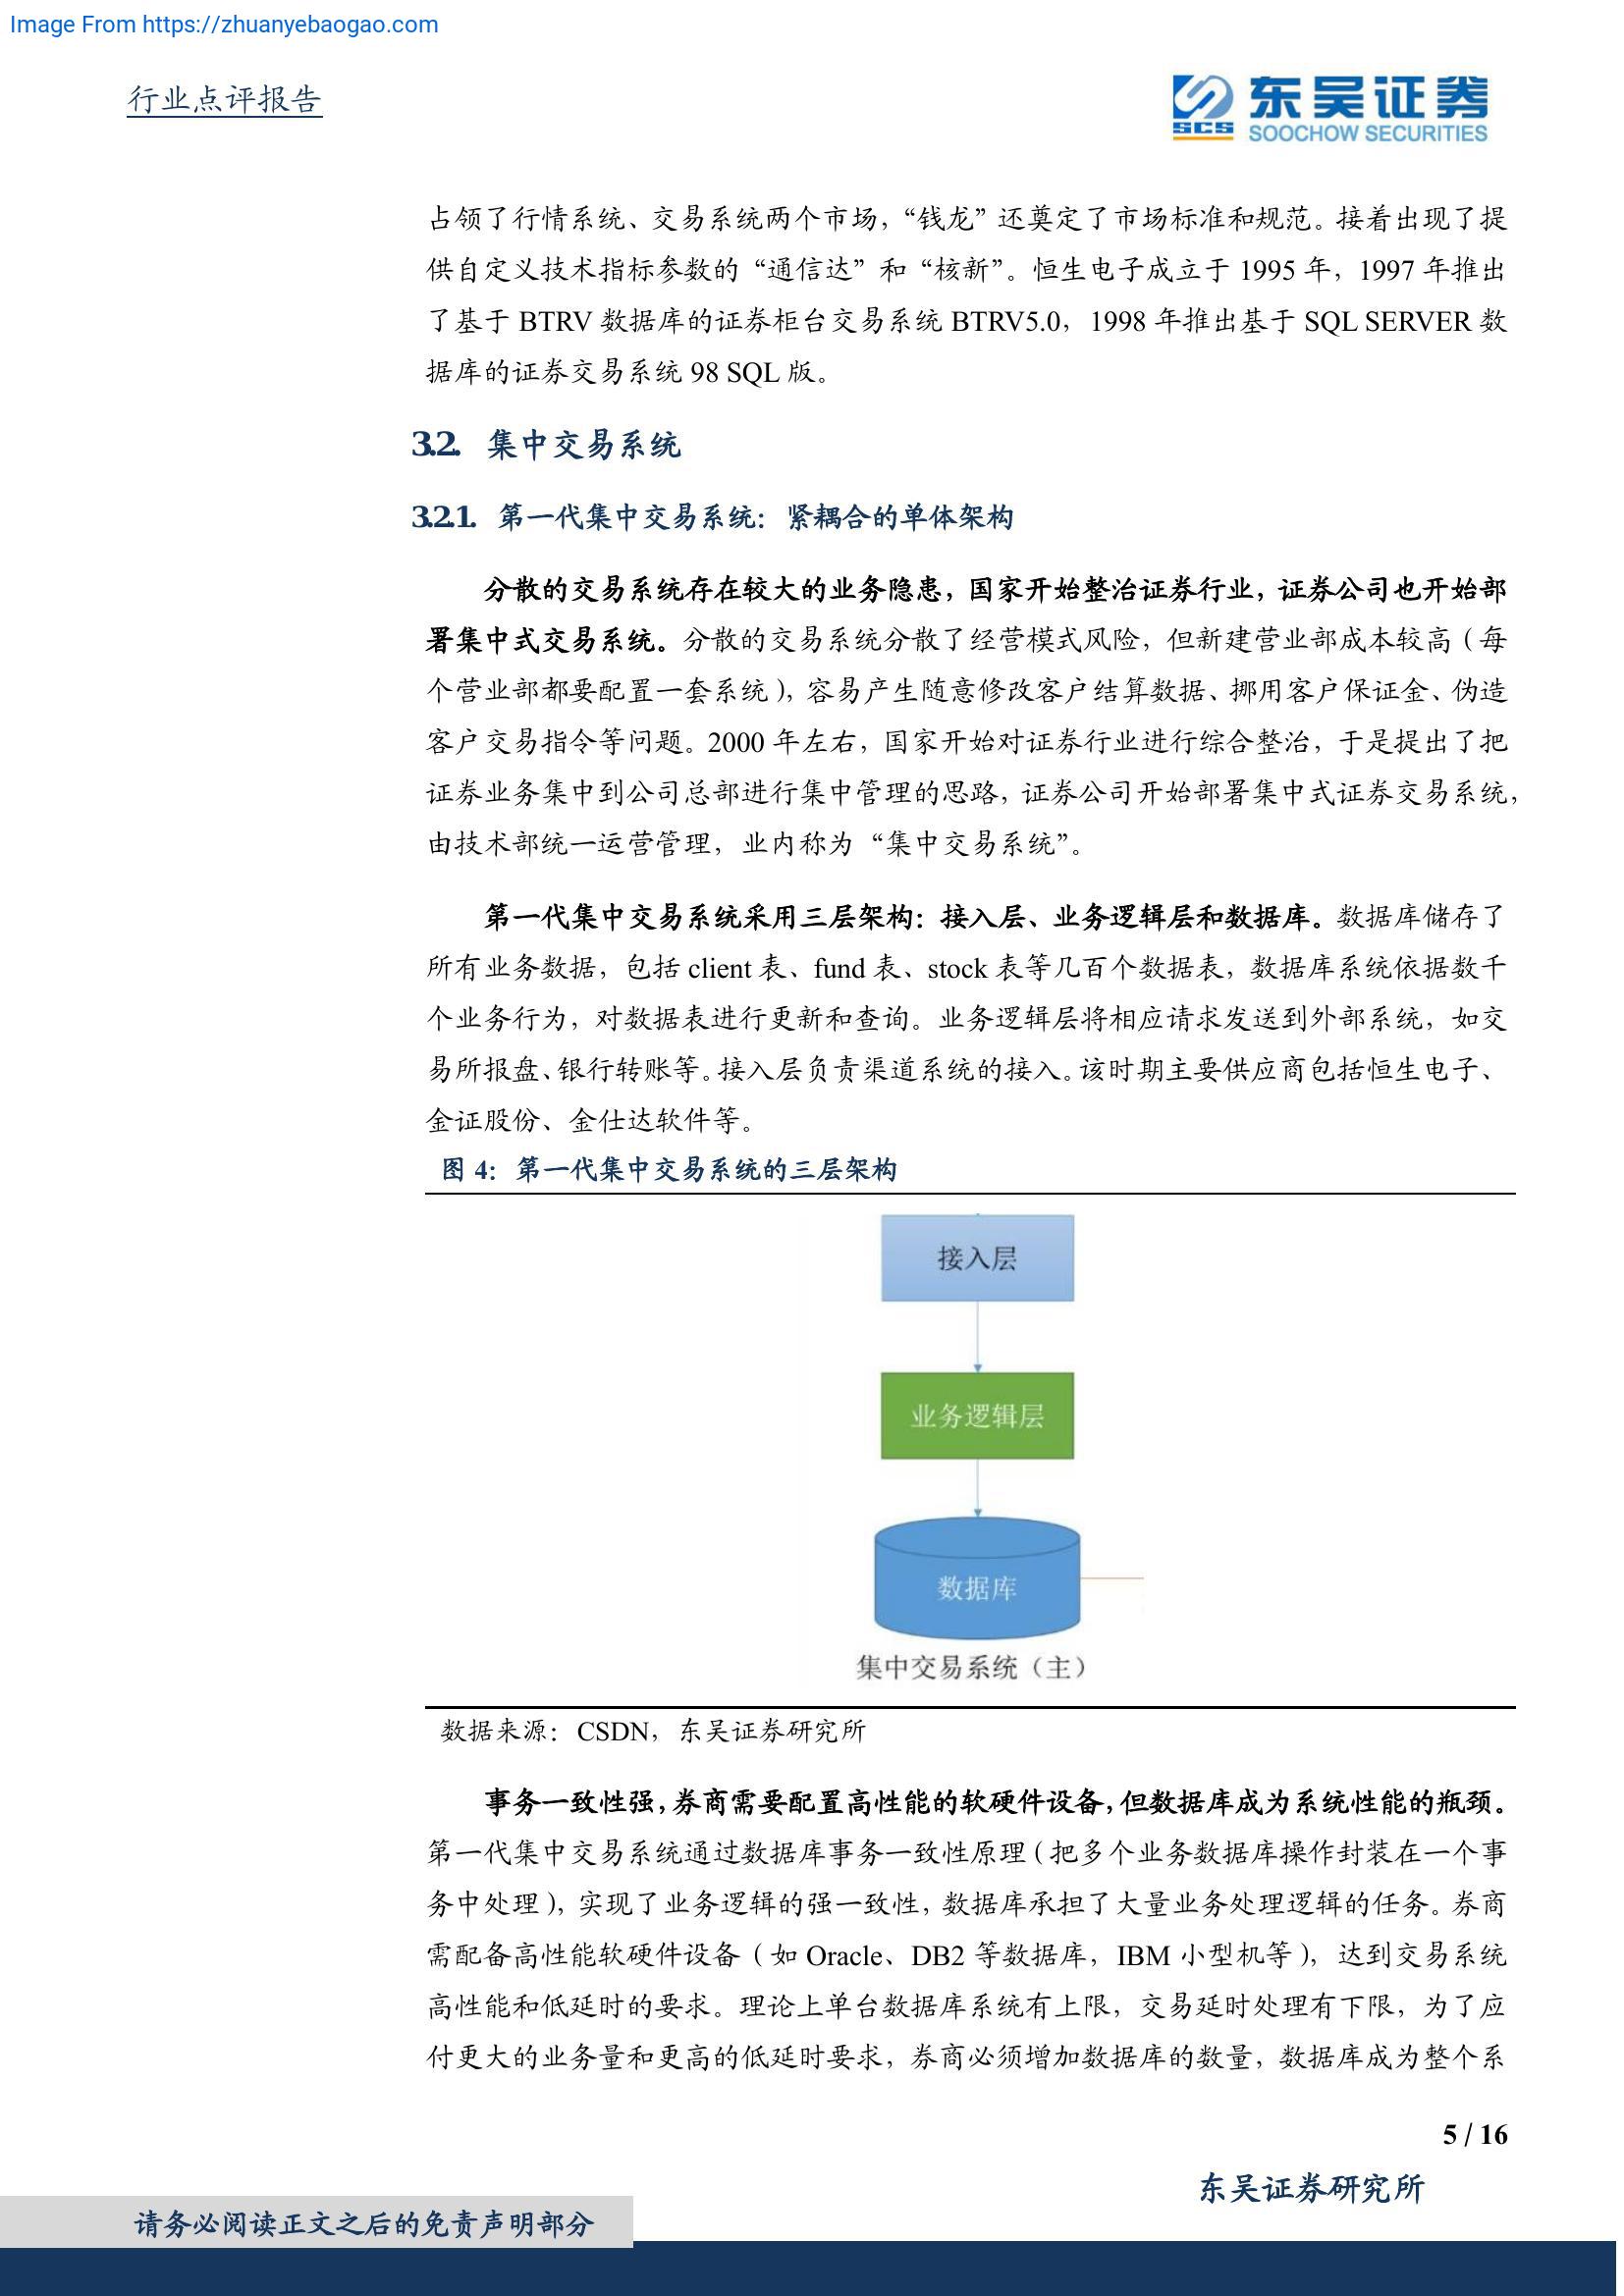 Image From https://zhuanyebaogao.com
行业点评报告
东吴证券
SCS
SOOCHOW SECURITIES
占领了行情系统、交易系统两个市场，“钱龙”还奠定了市场标准和规范。接着出现了提
供自定义技术指标参数的“通信达”和“核新”。恒生电子成立于 1995 年，1997 年推出
了基于 BTRV 数据库的证券柜台交易系统 BTRV5.0，1998 年推出基于 SQL SERVER 数
据库的证券交易系统 98 SQL 版。
3.2. 集中交易系统
3.2.1. 第一代集中交易系统：紧耦合的单体架构
分散的交易系统存在较大的业务隐患，国家开始整治证券行业，证券公司也开始部
署集中式交易系统。分散的交易系统分散了经营模式风险，但新建营业部成本较高（每
个营业部都要配置一套系统），容易产生随意修改客户结算数据、挪用客户保证金、伪造
客户交易指令等问题。2000 年左右，国家开始对证券行业进行综合整治，于是提出了把
证券业务集中到公司总部进行集中管理的思路，证券公司开始部署集中式证券交易系统，
由技术部统一运营管理，业内称为“集中交易系统”。
第一代集中交易系统采用三层架构：接入层、业务逻辑层和数据库。数据库储存了
所有业务数据，包括 client 表、fund 表、stock 表等几百个数据表，数据库系统依据数千
个业务行为，对数据表进行更新和查询。业务逻辑层将相应请求发送到外部系统，如交
易所报盘、银行转账等。接入层负责渠道系统的接入。该时期主要供应商包括恒生电子、
金证股份、金仕达软件等。
图 4：第一代集中交易系统的三层架构
接入层
业务逻辑层
数据库
集中交易系统（主）
数据来源：CSDN，东吴证券研究所
事务一致性强，券商需要配置高性能的软硬件设备，但数据库成为系统性能的瓶颈。
第一代集中交易系统通过数据库事务一致性原理（把多个业务数据库操作封装在一个事
务中处理），实现了业务逻辑的强一致性，数据库承担了大量业务处理逻辑的任务。券商
需配备高性能软硬件设备（如 Oracle、DB2 等数据库，IBM 小型机等），达到交易系统
高性能和低延时的要求。理论上单台数据库系统有上限，交易延时处理有下限，为了应
付更大的业务量和更高的低延时要求，券商必须增加数据库的数量，数据库成为整个系
5 / 16
东吴证券研究所
请务必阅读正文之后的免责声明部分